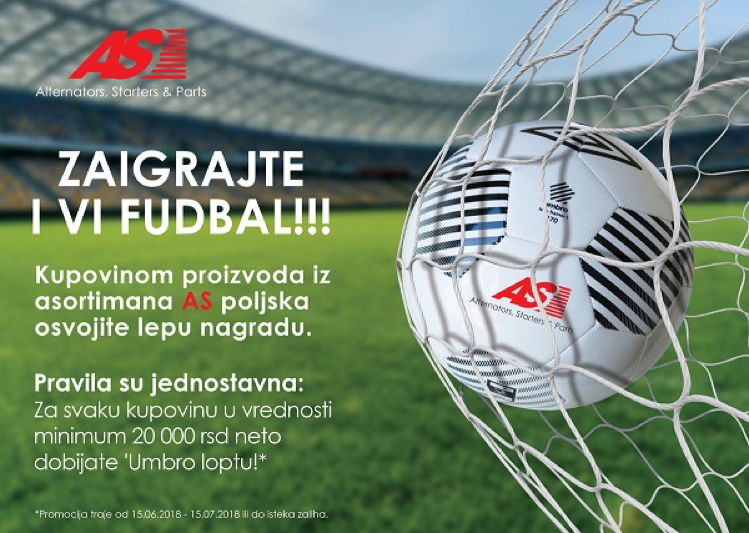 AS
Alternators, Starters & Parts
ZAIGRAJTE
I VI FUDBAL!!!
Kupovinom proizvoda iz
asortimana AS poljska
osvojite lepu nagradu.
Pravila su jednostavna:
Za svaku kupovinu u vrednosti
minimum 20 000 rsd neto
dobijate 'Umbro loptu!*
*Promocija traje od 15.06.2018 - 15.07.2018 ili do isteka zaliha.
umbro
AS
Alternators, Starters & Parts